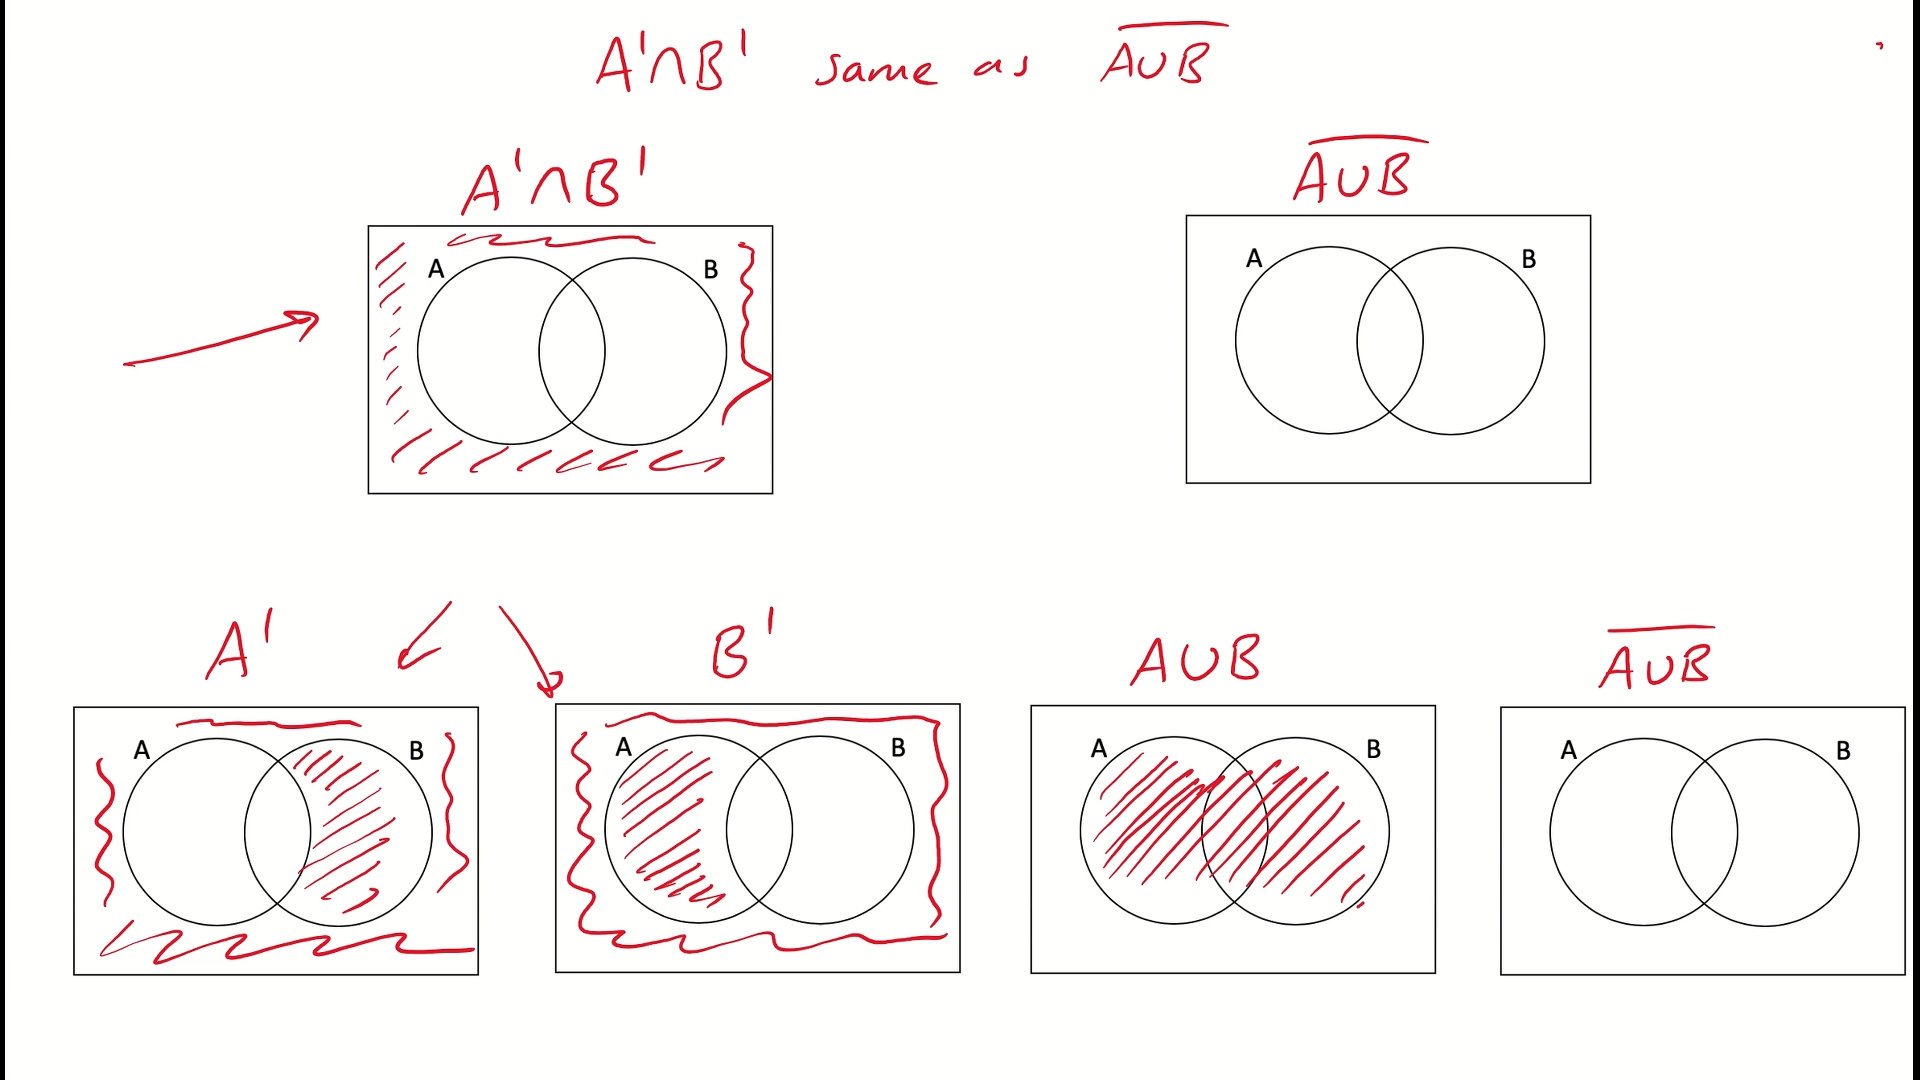 A'∩B' same as A̅∪̅B̅
A'∩B'
A̅∪̅B̅
A B
A B
A' B' A∪B A̅∪̅B̅
A B
A B
A B
A B